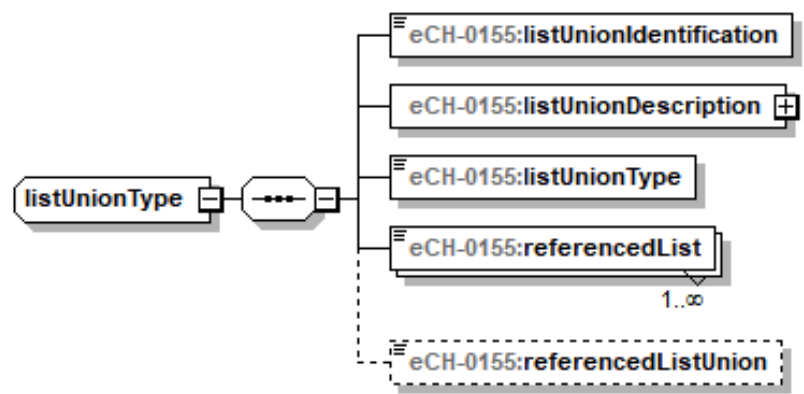 eCH-0155:listUnionIdentification
eCH-0155:listUnionDescription
eCH-0155:listUnionType
listUnionType
eCH-0155:referencedList
1..∞
eCH-0155:referencedListUnion